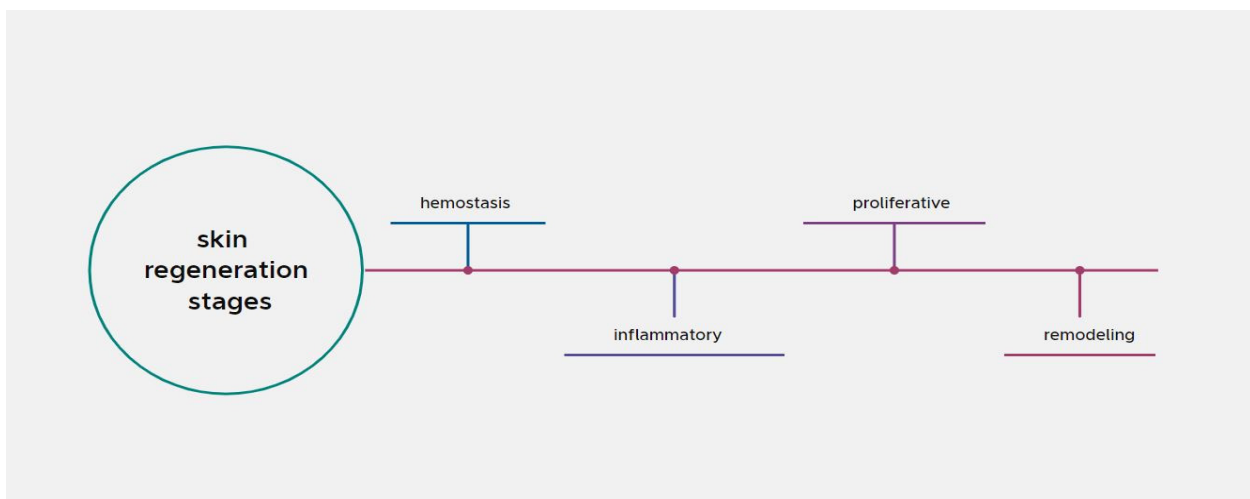 skin
regeneration
stages
hemostasis
inflammatory
proliferative
remodeling